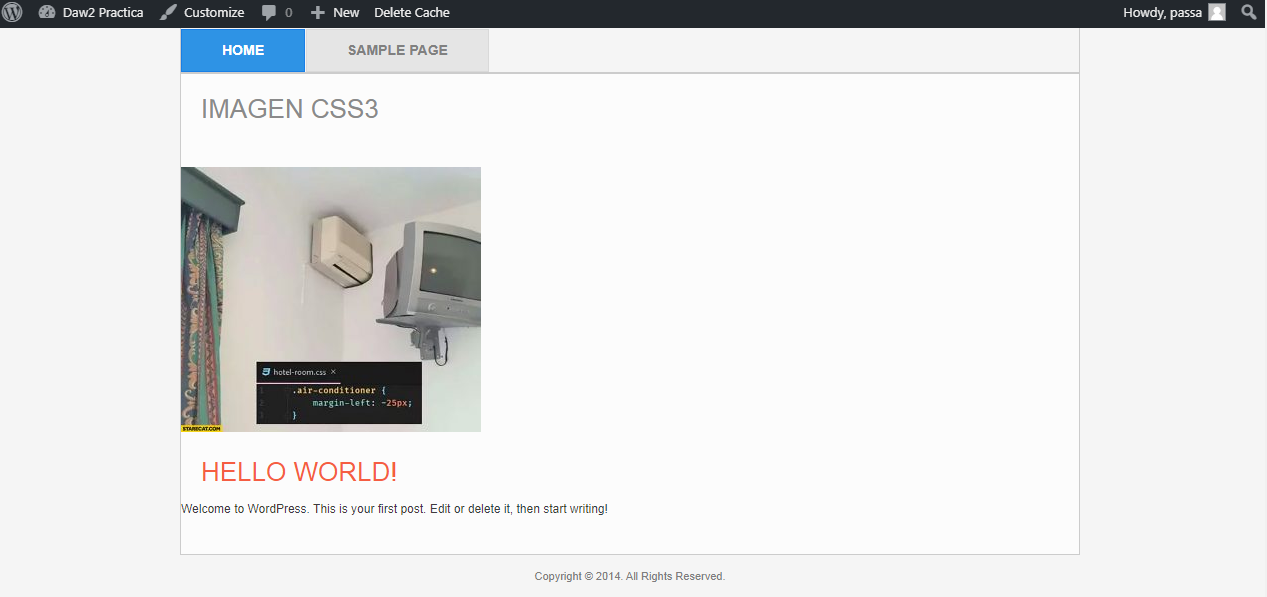 Daw2 Practica Customize 0 New Delete Cache Howdy, passa
HOME SAMPLE PAGE
IMAGEN CSS3
hotel-room.css ×
1 .air-conditioner {
2 margin-left: -25px;
3 }
STARECAT.COM
HELLO WORLD!
Welcome to WordPress. This is your first post. Edit or delete it, then start writing!
Copyright © 2014. All Rights Reserved.